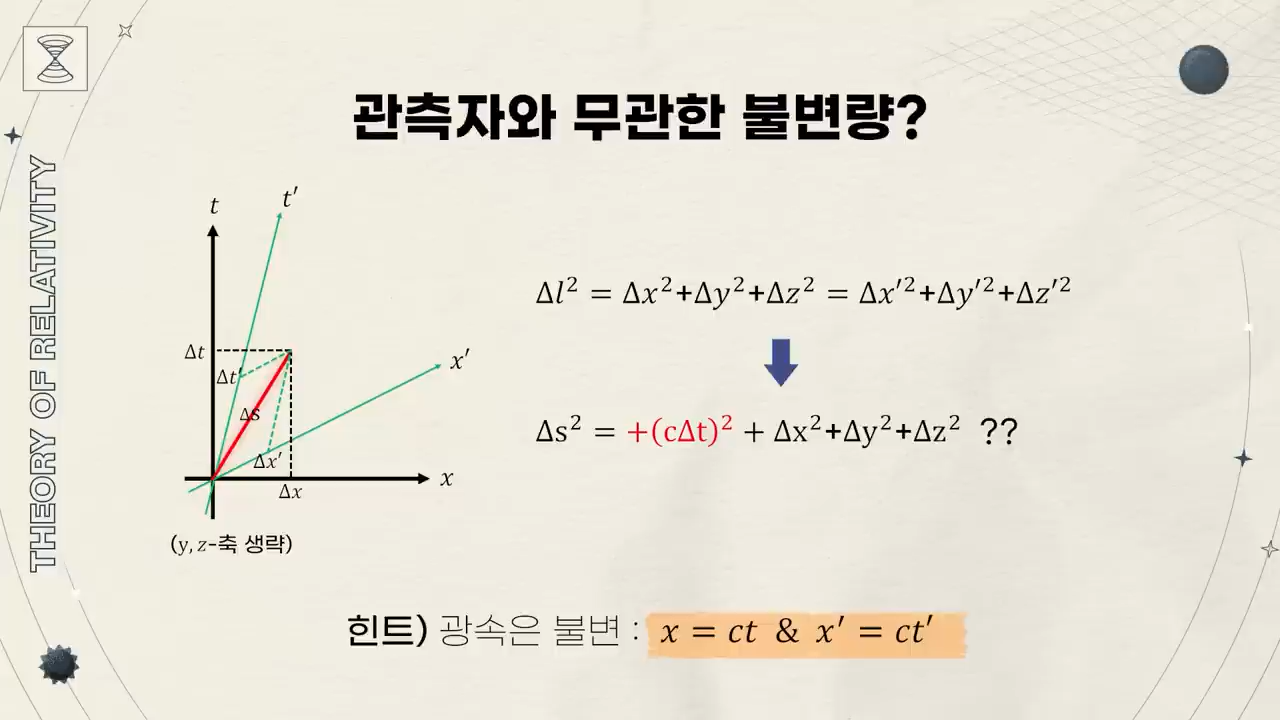 THEORY OF RELATIVITY
관측자와 무관한 불변량?
t
t′
Δt
Δt′
Δs
x′
Δx′
x
Δx
(y, z-축 생략)
Δl² = Δx²+Δy²+Δz² = Δx′²+Δy′²+Δz′²
Δs² = +(cΔt)² + Δx²+Δy²+Δz² ??
힌트) 광속은 불변 : x = ct & x′ = ct′